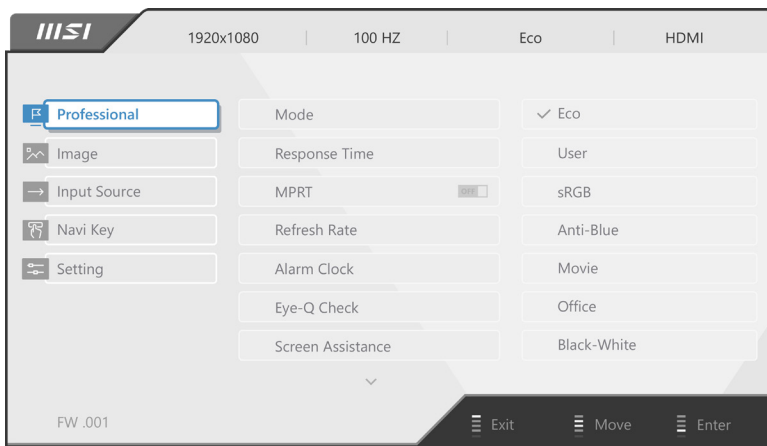 msi
1920x1080 100 HZ Eco HDMI
Professional Mode Eco
Image Response Time User
Input Source MPRT OFF sRGB
Navi Key Refresh Rate Anti-Blue
Setting Alarm Clock Movie
Eye-Q Check Office
Screen Assistance Black-White
FW .001 Exit Move Enter